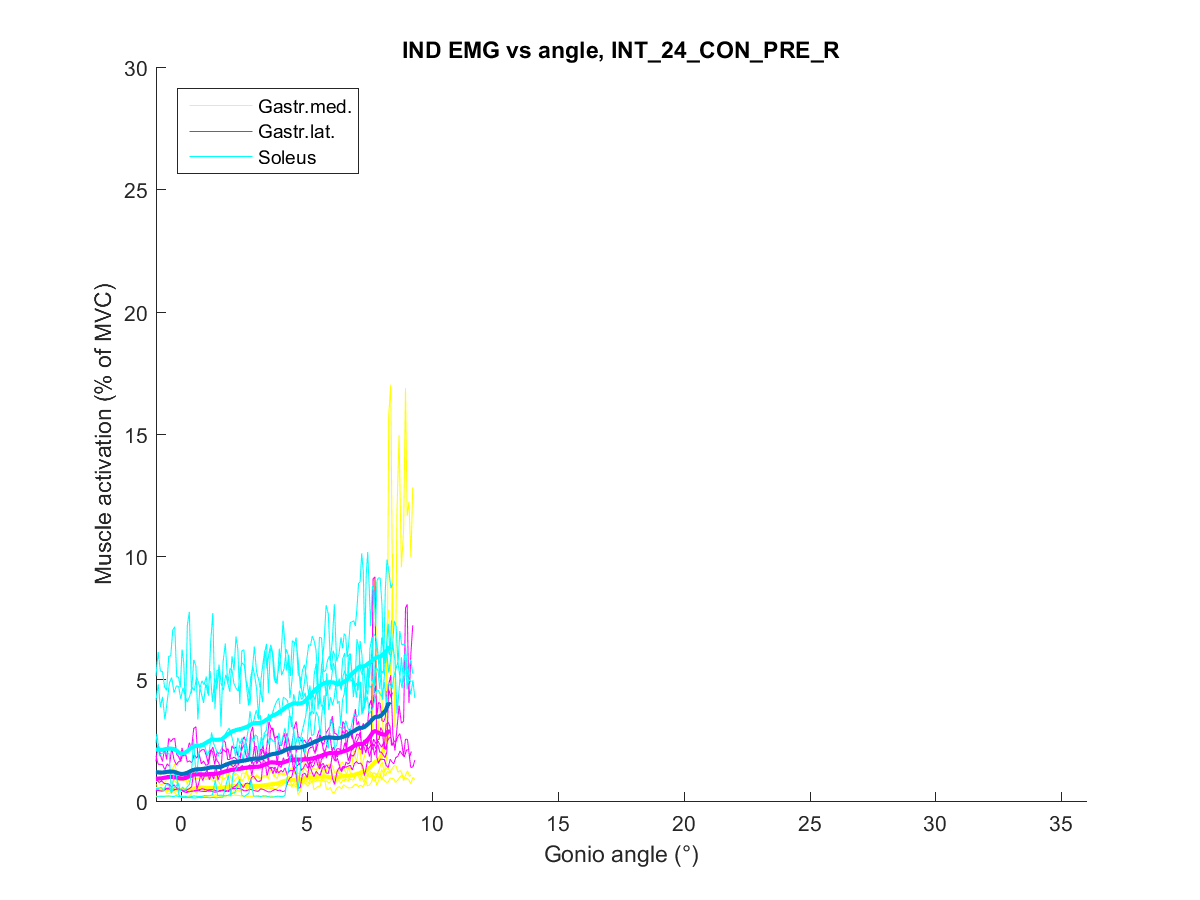 IND EMG vs angle, INT_24_CON_PRE_R
30
25
20
15
10
5
0
Muscle activation (% of MVC)
Gastr.med.
Gastr.lat.
Soleus
0 5 10 15 20 25 30 35
Gonio angle (°)